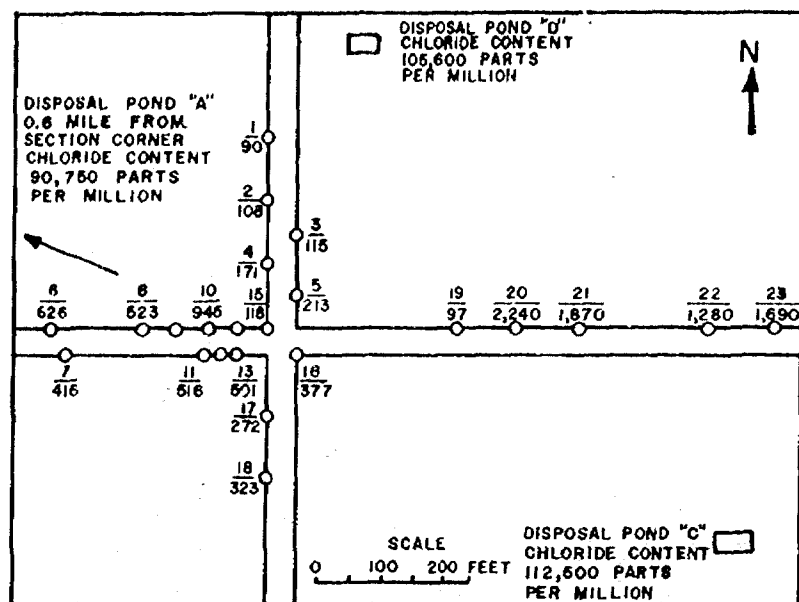 DISPOSAL POND "D"
CHLORIDE CONTENT
105,600 PARTS
PER MILLION
N
DISPOSAL POND "A"
0.6 MILE FROM
SECTION CORNER
CHLORIDE CONTENT
90,750 PARTS
PER MILLION
1
90
2
108
3
115
4
171
5
213
6
626
8
523
10
945
15
118
19
97
20
2,240
21
1,870
22
1,280
23
1,690
7
415
11
516
13
501
16
377
17
272
18
323
SCALE
0 100 200 FEET
DISPOSAL POND "C"
CHLORIDE CONTENT
112,500 PARTS
PER MILLION